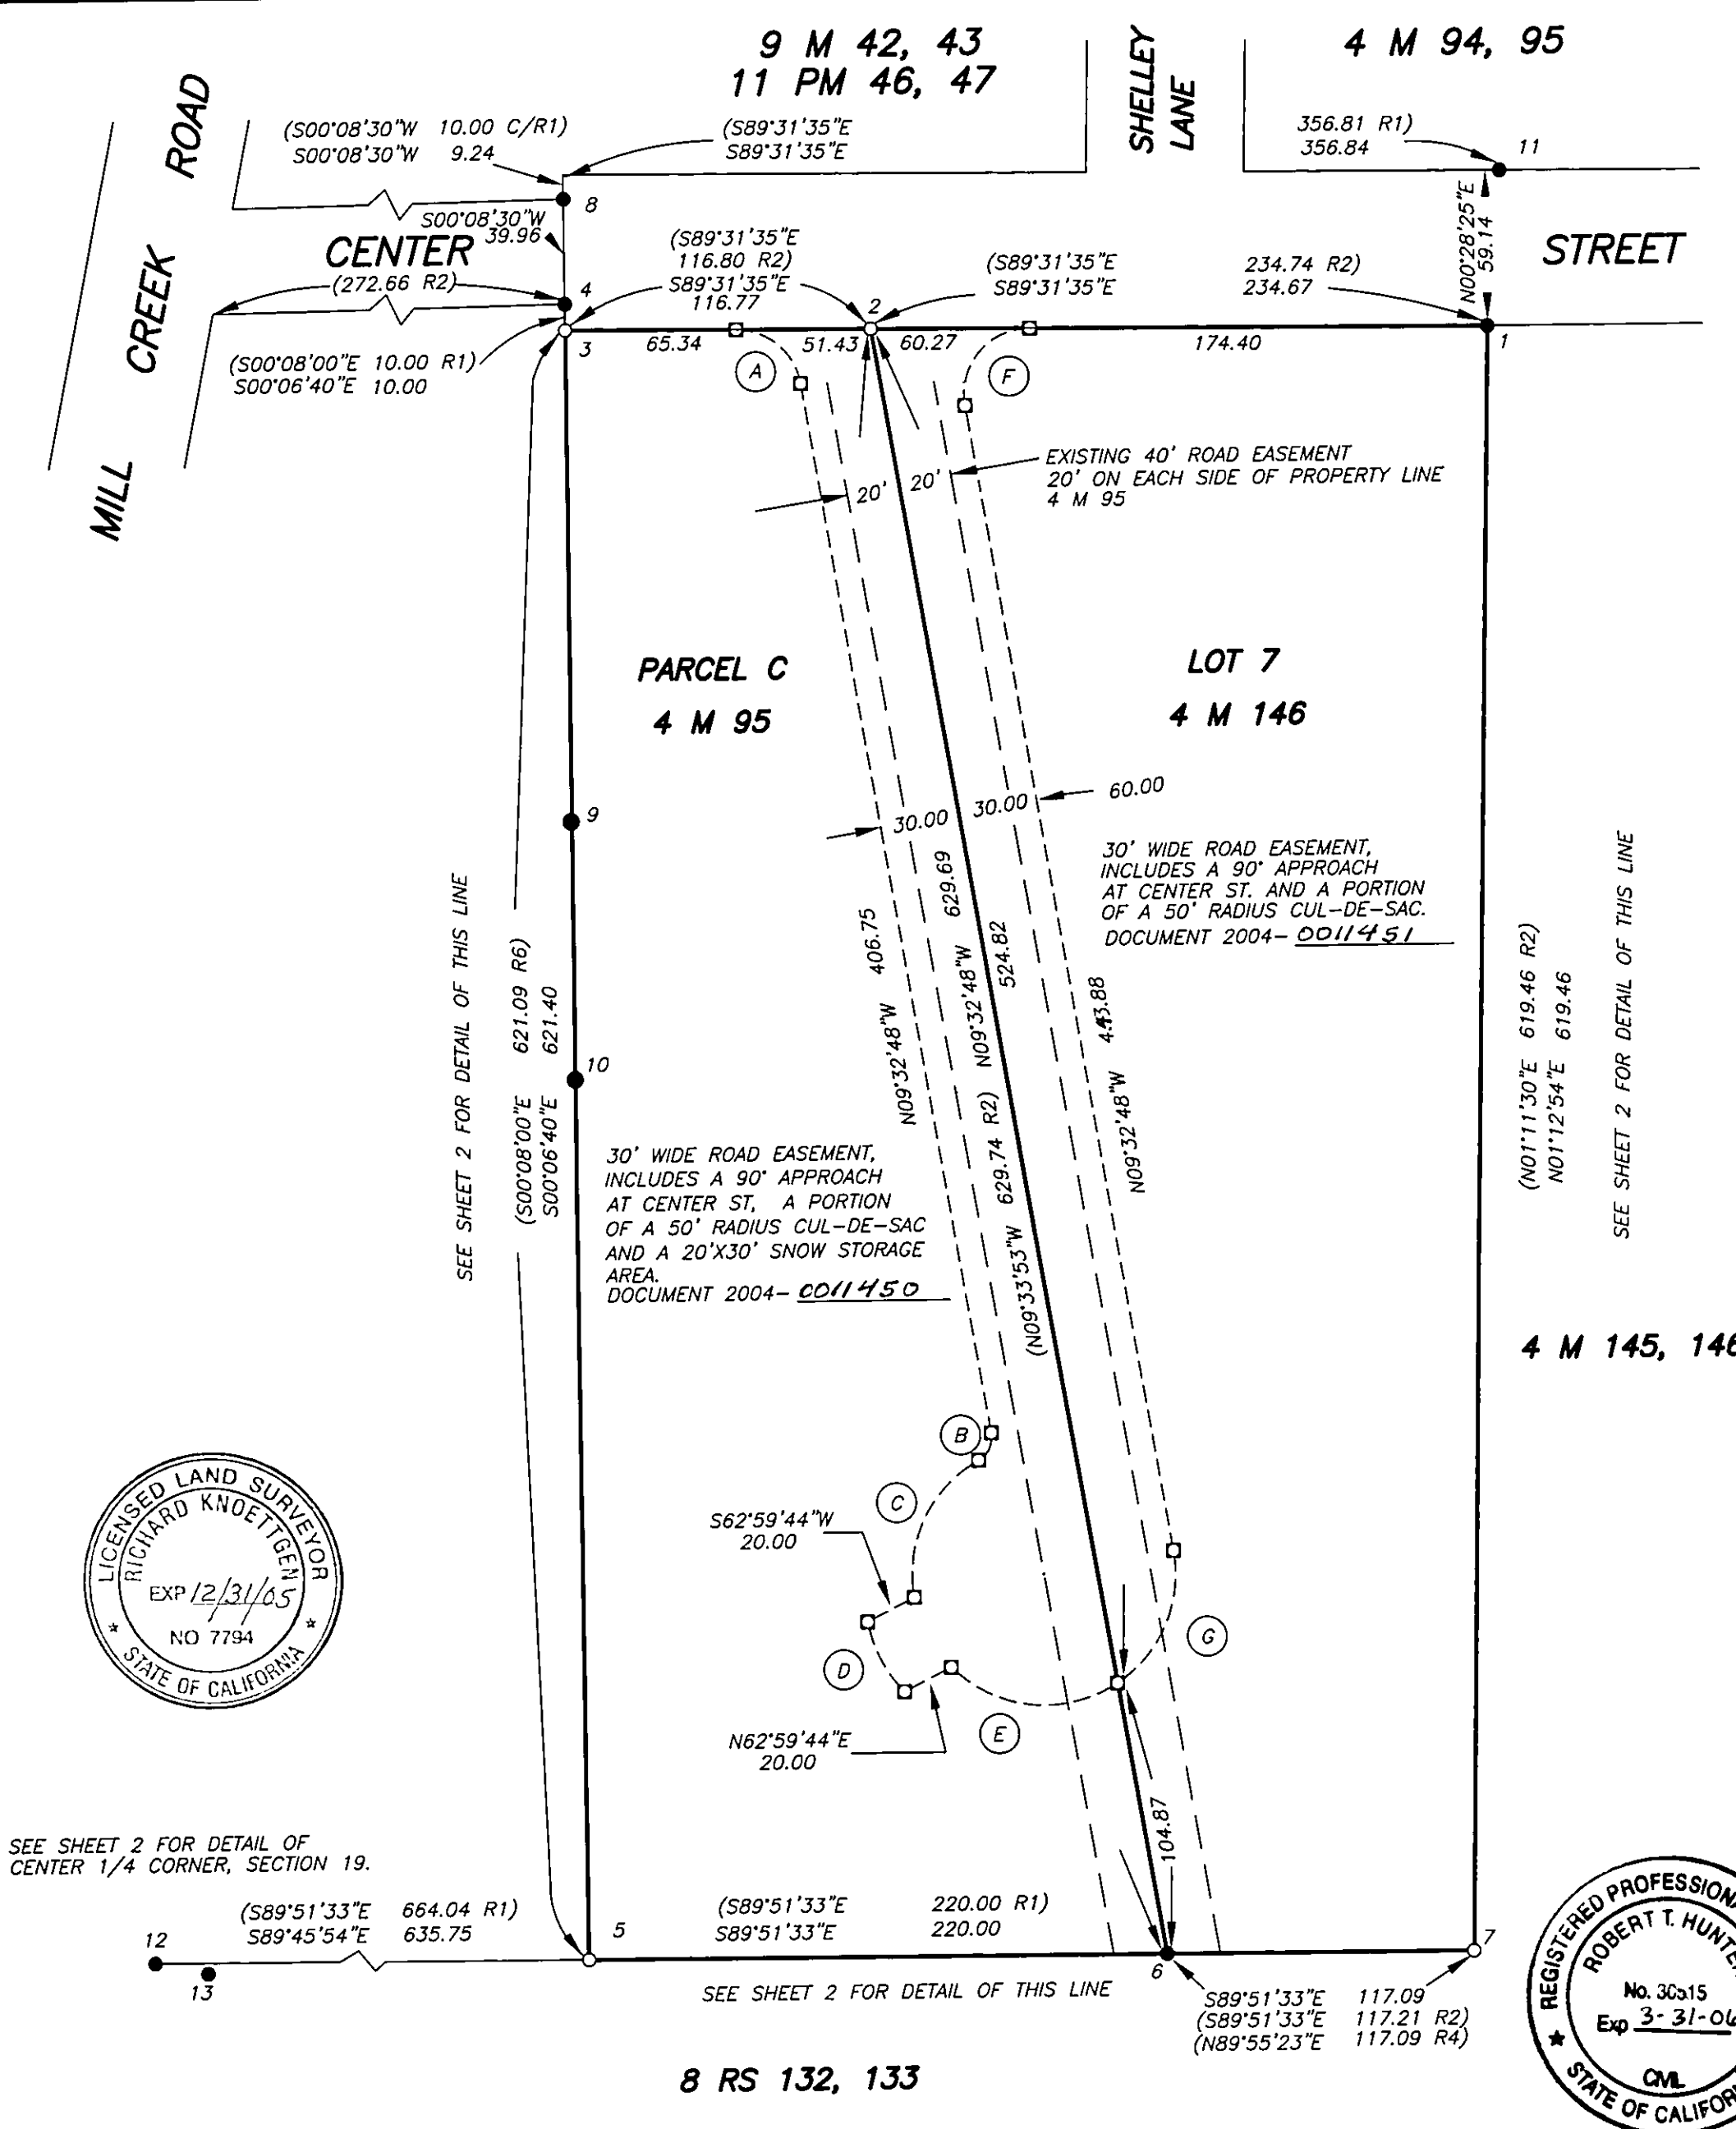 9 M 42, 43
11 PM 46, 47
SHELLEY
LANE
4 M 94, 95
MILL CREEK ROAD
(S00°08'30"W 10.00 C/R1)
S00°08'30"W 9.24
(S89°31'35"E
S89°31'35"E
356.81 R1)
356.84
11
8
S00°08'30"W
39.96
CENTER
(272.66 R2)
4
(S89°31'35"E
116.80 R2)
S89°31'35"E
116.77
2
(S89°31'35"E 234.74 R2)
S89°31'35"E 234.67
N00°28'25"E
59.14
STREET
3
65.34
51.43
60.27
174.40
1
(S00°08'00"E 10.00 R1)
S00°06'40"E 10.00
A
F
EXISTING 40' ROAD EASEMENT
20' ON EACH SIDE OF PROPERTY LINE
4 M 95
20'
20'
PARCEL C
4 M 95
LOT 7
4 M 146
9
30.00
30.00
60.00
30' WIDE ROAD EASEMENT,
INCLUDES A 90° APPROACH
AT CENTER ST. AND A PORTION
OF A 50' RADIUS CUL-DE-SAC.
DOCUMENT 2004- 0011451
SEE SHEET 2 FOR DETAIL OF THIS LINE
(S00°08'00"E 621.09 R6)
S00°06'40"E 621.40
10
N09°32'48"W 406.75
N09°32'48"W 629.69
524.82
(N09°33'53"W 629.74 R2)
N09°32'48"W 443.88
(N01°11'30"E 619.46 R2)
N01°12'54"E 619.46
SEE SHEET 2 FOR DETAIL OF THIS LINE
30' WIDE ROAD EASEMENT,
INCLUDES A 90° APPROACH
AT CENTER ST, A PORTION
OF A 50' RADIUS CUL-DE-SAC
AND A 20'X30' SNOW STORAGE
AREA.
DOCUMENT 2004- 0011450
4 M 145, 146
B
C
S62°59'44"W
20.00
D
E
G
N62°59'44"E
20.00
104.87
LICENSED LAND SURVEYOR
RICHARD KNOETTGEN
EXP 12/31/05
NO 7794
STATE OF CALIFORNIA
SEE SHEET 2 FOR DETAIL OF
CENTER 1/4 CORNER, SECTION 19.
12
13
(S89°51'33"E 664.04 R1)
S89°45'54"E 635.75
5
(S89°51'33"E 220.00 R1)
S89°51'33"E 220.00
SEE SHEET 2 FOR DETAIL OF THIS LINE
6
7
S89°51'33"E 117.09
(S89°51'33"E 117.21 R2)
(N89°55'23"E 117.09 R4)
8 RS 132, 133
REGISTERED PROFESSIONA
ROBERT T. HUNTE
No.
Exp 3-31-06
CIVIL
STATE OF CALIFOR